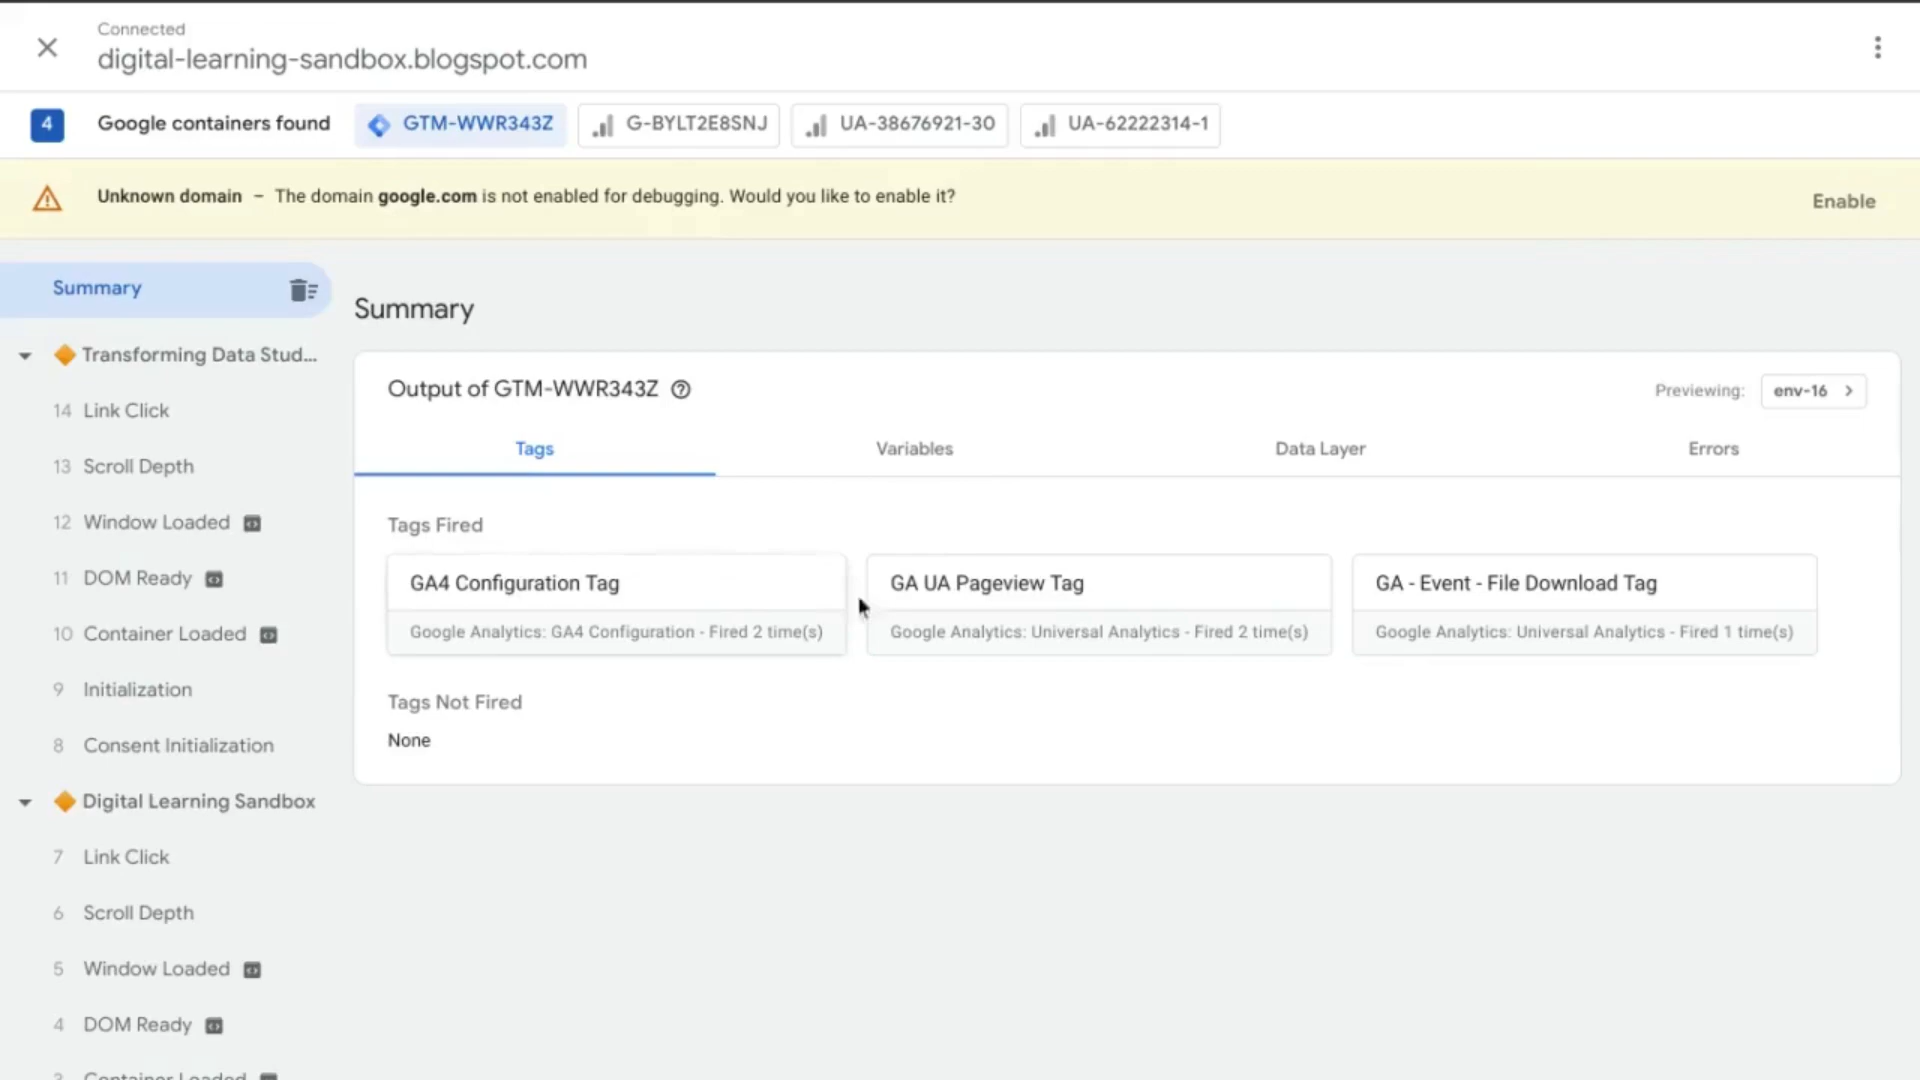 Connected
digital-learning-sandbox.blogspot.com
4 Google containers found GTM-WWR343Z G-BYLT2E8SNJ UA-38676921-30 UA-62222314-1
Unknown domain – The domain google.com is not enabled for debugging. Would you like to enable it? Enable
Summary
Transforming Data Stud...
14 Link Click
13 Scroll Depth
12 Window Loaded
11 DOM Ready
10 Container Loaded
9 Initialization
8 Consent Initialization
Digital Learning Sandbox
7 Link Click
6 Scroll Depth
5 Window Loaded
4 DOM Ready
3 Container Loaded
Summary
Output of GTM-WWR343Z
Previewing: env-16
Tags Variables Data Layer Errors
Tags Fired
GA4 Configuration Tag
Google Analytics: GA4 Configuration - Fired 2 time(s)
GA UA Pageview Tag
Google Analytics: Universal Analytics - Fired 2 time(s)
GA - Event - File Download Tag
Google Analytics: Universal Analytics - Fired 1 time(s)
Tags Not Fired
None